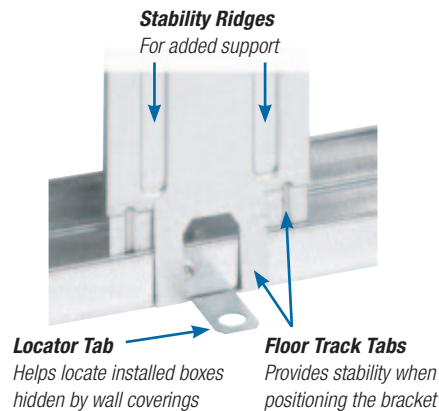 Stability Ridges
For added support
Locator Tab
Helps locate installed boxes
hidden by wall coverings
Floor Track Tabs
Provides stability when
positioning the bracket